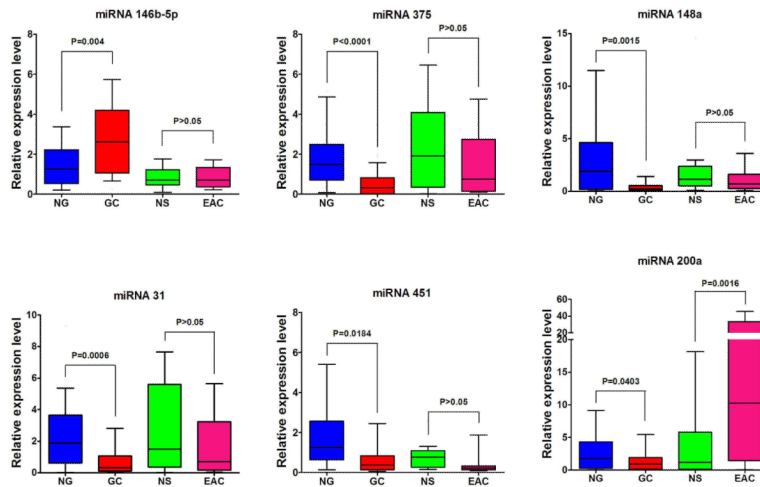 miRNA 146b-5p
P=0.004
P>0.05
Relative expression level
8
6
4
2
0
NG GC NS EAC
miRNA 375
P<0.0001
P>0.05
Relative expression level
8
6
4
2
0
NG GC NS EAC
miRNA 148a
P=0.0015
P>0.05
Relative expression level
15
10
5
0
NG GC NS EAC
miRNA 31
P=0.0006
P>0.05
Relative expression level
10
8
6
4
2
0
NG GC NS EAC
miRNA 451
P=0.0184
P>0.05
Relative expression level
8
6
4
2
0
NG GC NS EAC
miRNA 200a
P=0.0016
P=0.0403
Relative expression level
60
40
20
20
15
10
5
0
NG GC NS EAC